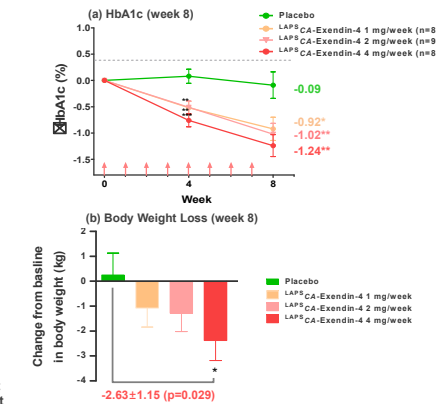 (a) HbA1c (week 8)
Placebo
LAPSCA-Exendin-4 1 mg/week (n=8
LAPSCA-Exendin-4 2 mg/week (n=9
LAPSCA-Exendin-4 4 mg/week (n=8
1.0
0.5
0.0
-0.5
-1.0
-1.5
HbA1c (%)
**
**
***
-0.09
-0.92*
-1.02**
-1.24**
0
4
8
Week
(b) Body Weight Loss (week 8)
2
1
0
-1
-2
-3
-4
Change from basline
in body weight (kg)
Placebo
LAPSCA-Exendin-4 1 mg/week
LAPSCA-Exendin-4 2 mg/week
LAPSCA-Exendin-4 4 mg/week
*
-2.63±1.15 (p=0.029)
t